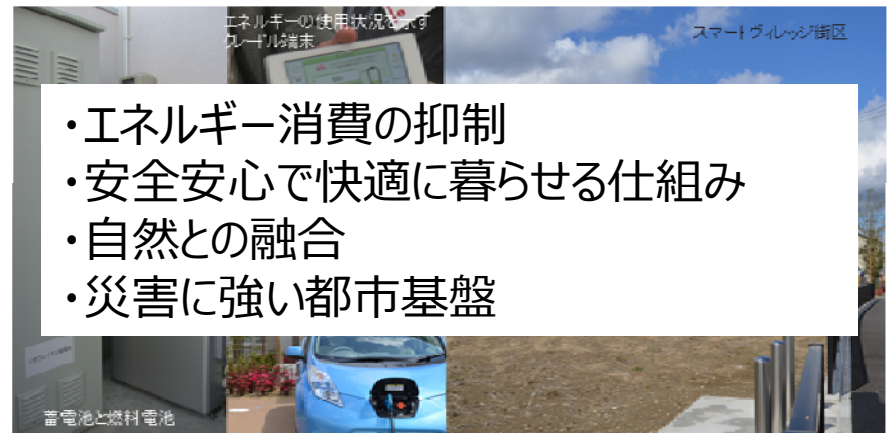 エネルギーの使用状況を示す
クレードル端末
スマートヴィレッジ街区
・エネルギー消費の抑制
・安全安心で快適に暮らせる仕組み
・自然との融合
・災害に強い都市基盤
蓄電池と燃料電池